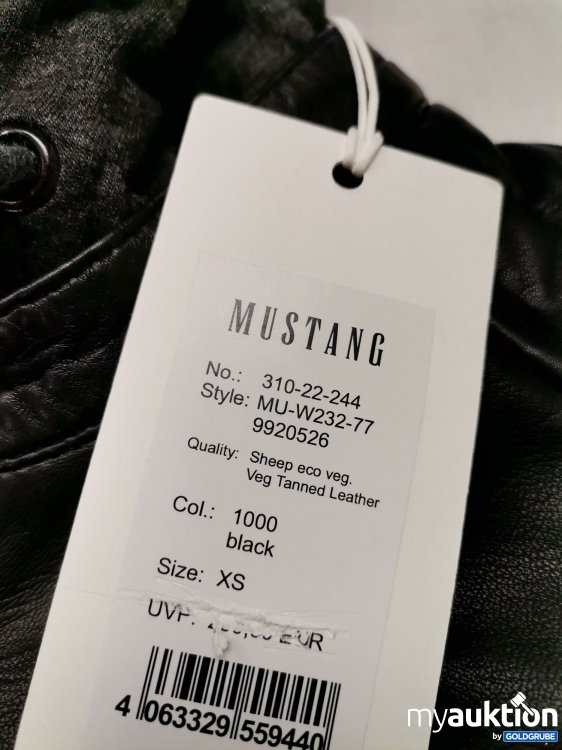 MUSTANG
No.: 310-22-244
Style: MU-W232-77
9920526
Quality: Sheep eco veg.
Veg Tanned Leather
Col.: 1000
black
Size: XS
UVP: EUR
4 063329 559440
myauktion
by GOLDGRUBE